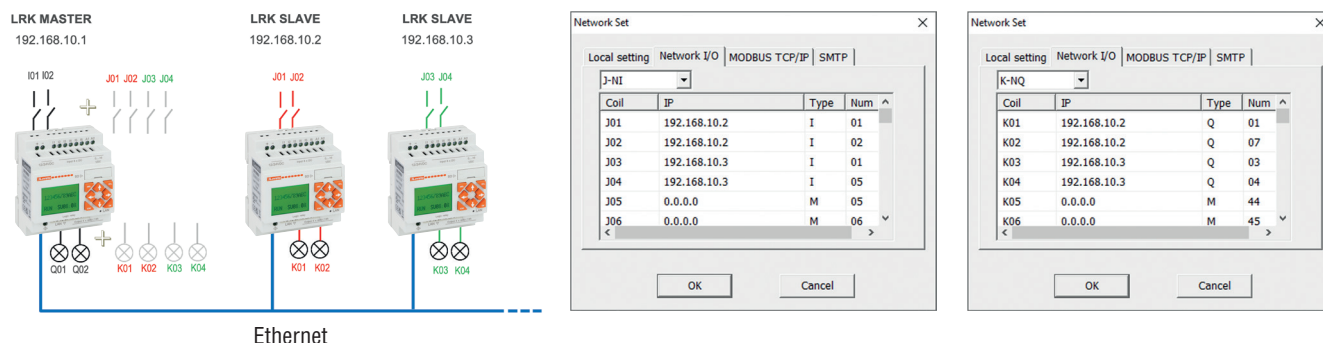 LRK MASTER
192.168.10.1
LRK SLAVE
192.168.10.2
LRK SLAVE
192.168.10.3
I01 I02
J01 J02 J03 J04
J01 J02
J03 J04
Q01 Q02
K01 K02 K03 K04
K01 K02
K03 K04
Ethernet
Network Set
Local setting Network I/O MODBUS TCP/IP SMTP
J-NI
Coil IP Type Num
J01 192.168.10.2 I 01
J02 192.168.10.2 I 02
J03 192.168.10.3 I 01
J04 192.168.10.3 I 05
J05 0.0.0.0 M 05
J06 0.0.0.0 M 06
OK Cancel
Network Set
Local setting Network I/O MODBUS TCP/IP SMTP
K-NQ
Coil IP Type Num
K01 192.168.10.2 Q 01
K02 192.168.10.2 Q 07
K03 192.168.10.3 Q 03
K04 192.168.10.3 Q 04
K05 0.0.0.0 M 44
K06 0.0.0.0 M 45
OK Cancel